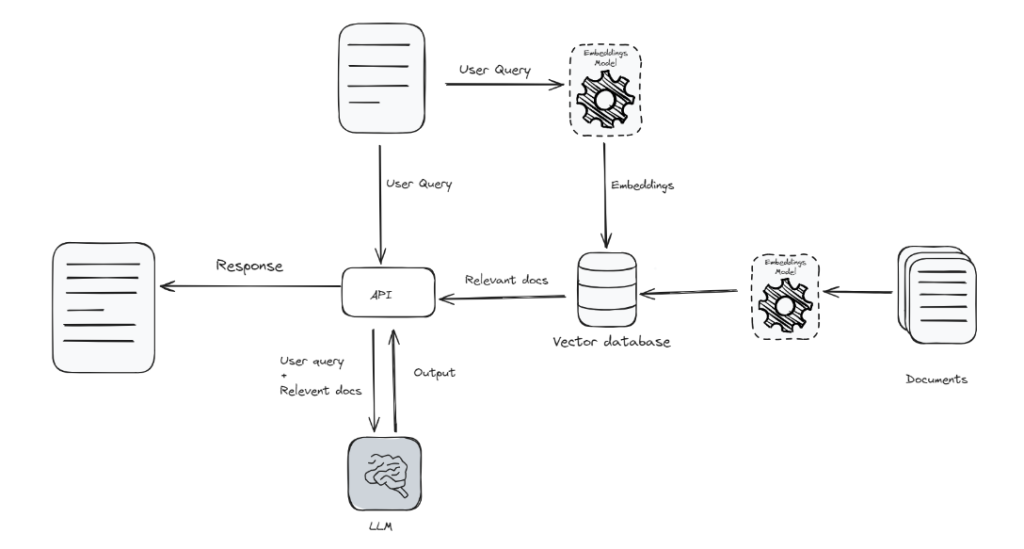 Embeddings
Model
User Query
User Query
Embeddings
Response
Relevant docs
API
Embeddings
Model
Vector database
User query
+
Relevent docs
Output
Documents
LLM